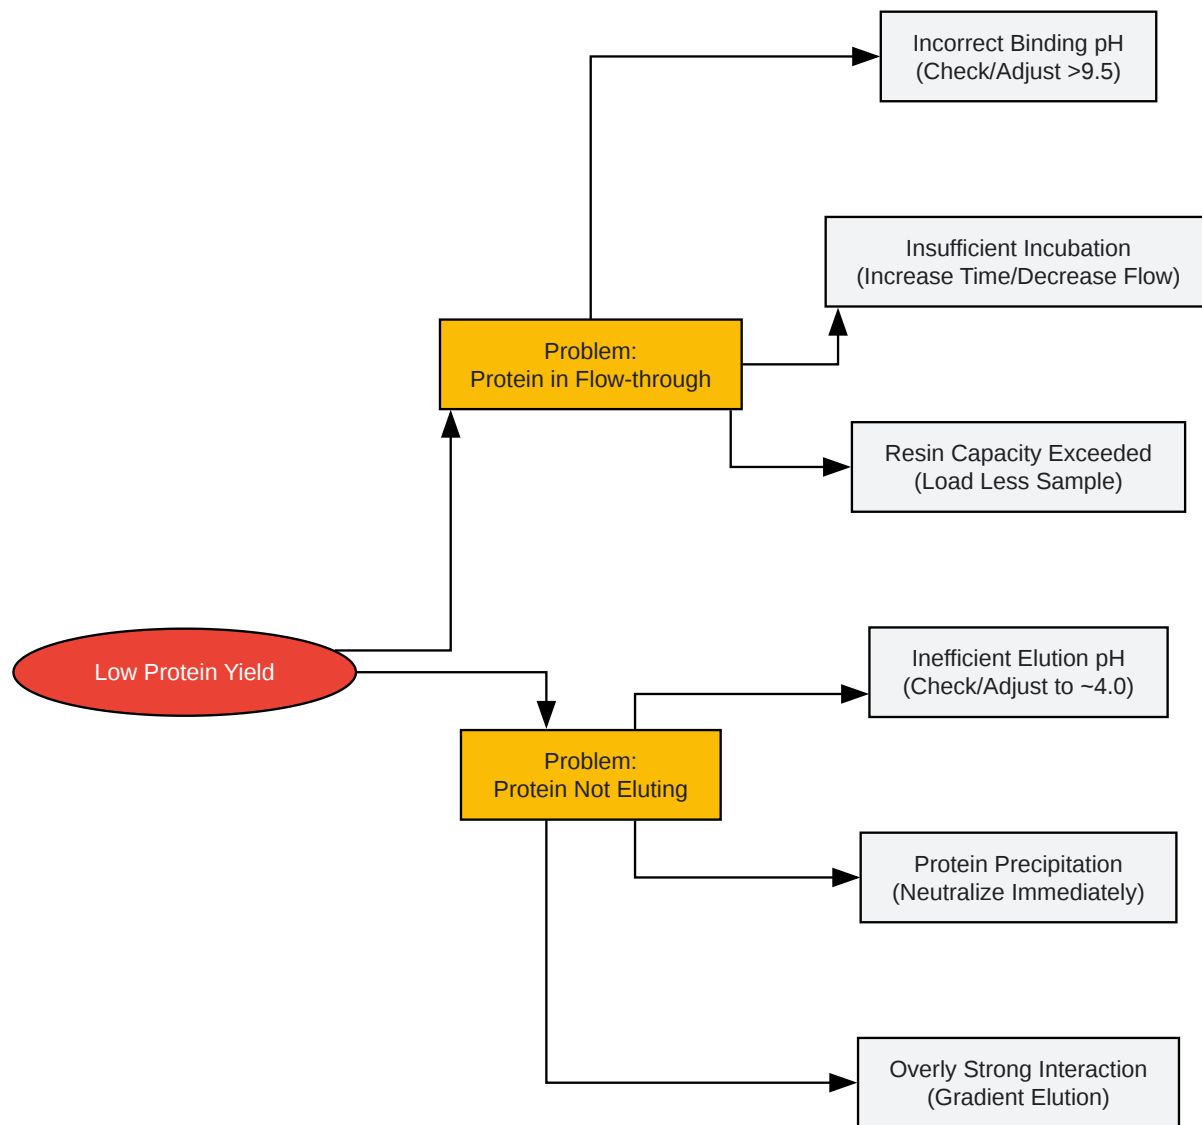 Incorrect Binding pH
(Check/Adjust >9.5)
Insufficient Incubation
(Increase Time/Decrease Flow)
Problem:
Protein in Flow-through
Resin Capacity Exceeded
(Load Less Sample)
Low Protein Yield
Inefficient Elution pH
(Check/Adjust to ~4.0)
Problem:
Protein Not Eluting
Protein Precipitation
(Neutralize Immediately)
Overly Strong Interaction
(Gradient Elution)